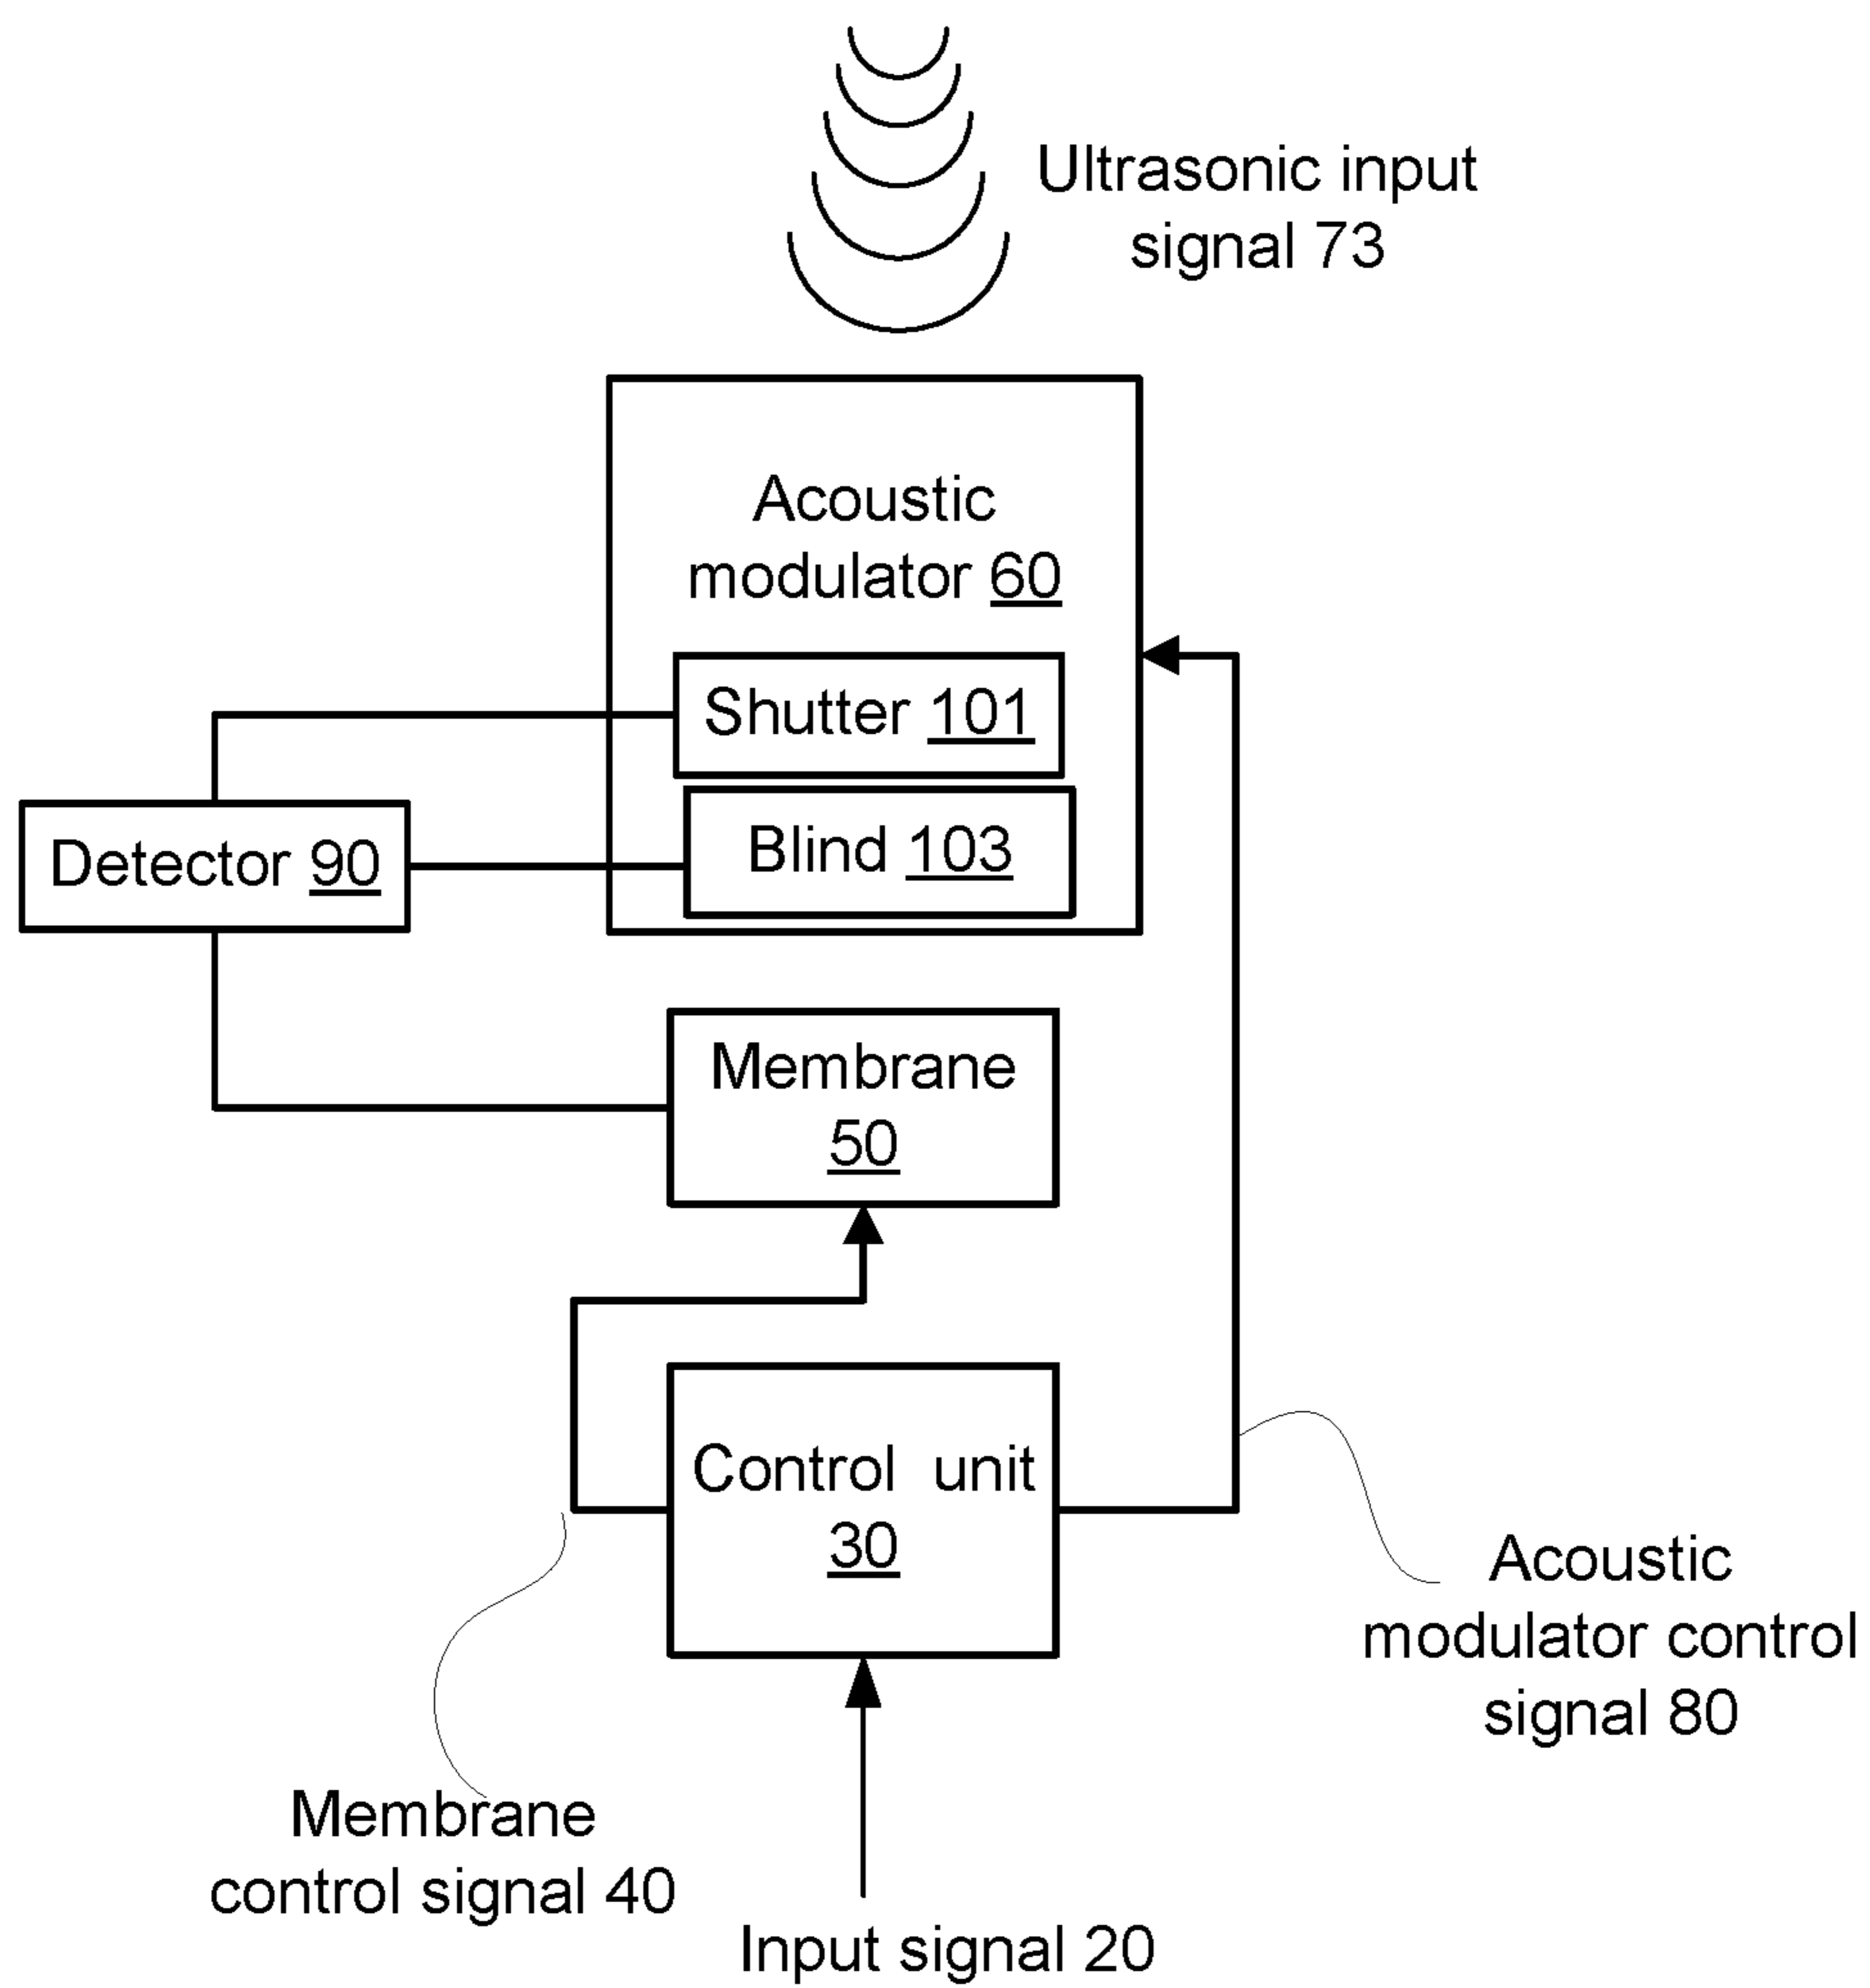 Ultrasonic input
signal 73
Acoustic
modulator 60
Shutter 101
Blind 103
Detector 90
Membrane
50
Control unit
30
Acoustic
modulator control
signal 80
Membrane
control signal 40
Input signal 20